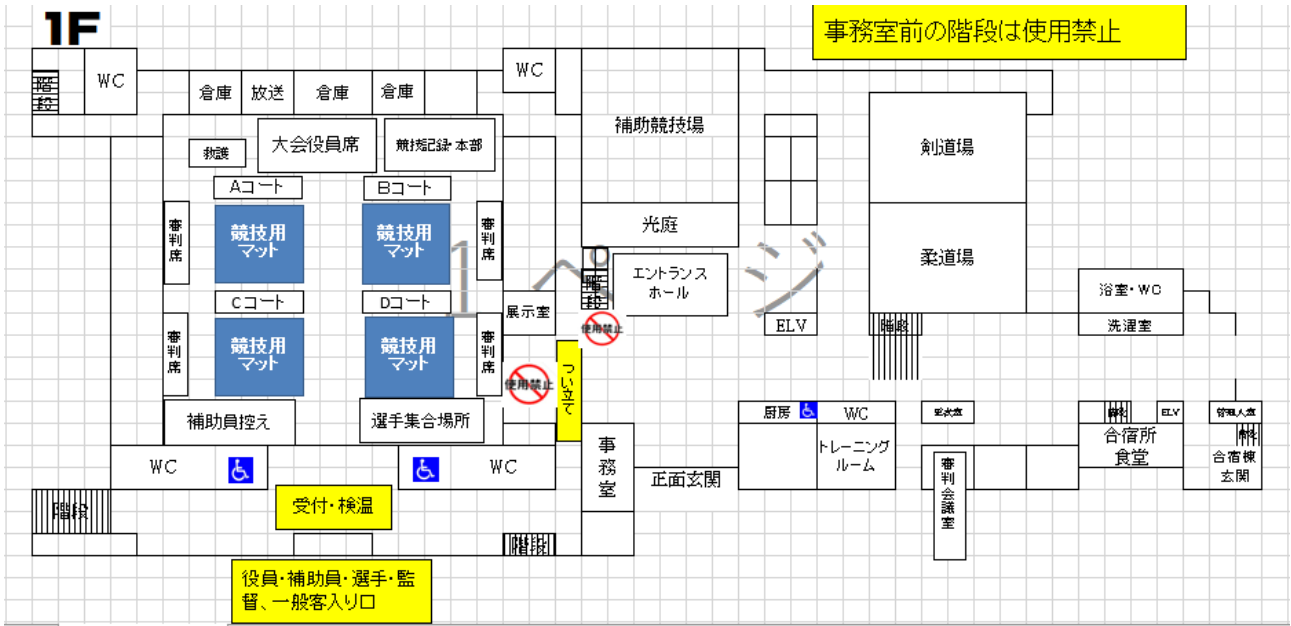 1F
事務室前の階段は使用禁止
階
段
WC
倉庫
放送
倉庫
倉庫
WC
補助競技場
剣道場
救護
大会役員席
競技記録・本部
Aコート
Bコート
審判席
競技用
マット
競技用
マット
審判席
光庭
柔道場
1 ページ
階
段
エントランス
ホール
浴室・WC
Cコート
Dコート
展示室
ELV
階段
洗濯室
審判席
競技用
マット
競技用
マット
審判席
使用禁止
使用禁止
つい立て
補助員控え
選手集合場所
厨房
WC
階段
ELV
管理人室
階段
WC
WC
事務室
正面玄関
トレーニング
ルーム
審判会議室
合宿所
食堂
合宿棟
玄関
階段
受付・検温
階段
役員・補助員・選手・監
督、一般客入り口